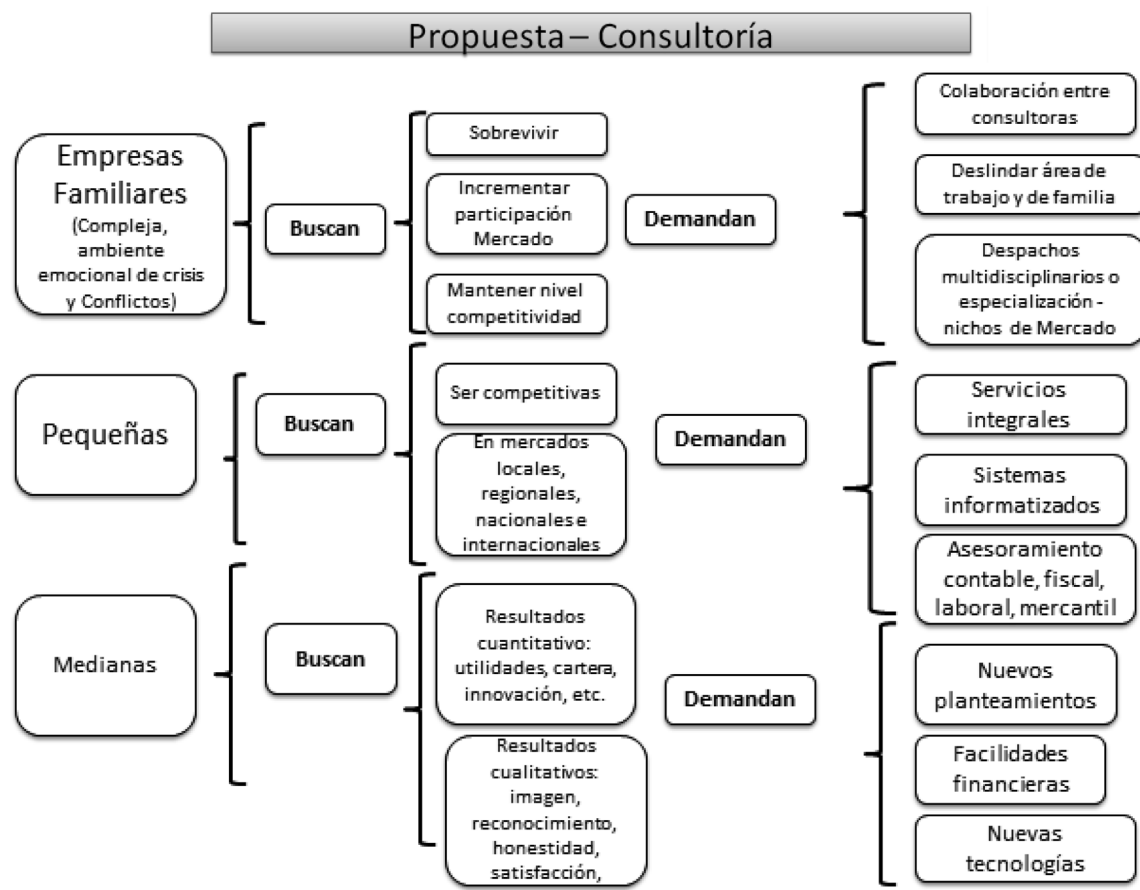 Propuesta – Consultoría
Empresas
Familiares
(Compleja,
ambiente
emocional de crisis
y Conflictos)
Buscan
Sobrevivir
Incrementar
participación
Mercado
Mantener nivel
competitividad
Demandan
Colaboración entre
consultoras
Deslindar área de
trabajo y de familia
Despachos
multidisciplinarios o
especialización -
nichos de Mercado
Pequeñas
Buscan
Ser competitivas
En mercados
locales,
regionales,
nacionales e
internacionales
Demandan
Servicios
integrales
Sistemas
informatizados
Asesoramiento
contable, fiscal,
laboral, mercantil
Medianas
Buscan
Resultados
cuantitativo:
utilidades, cartera,
innovación, etc.
Resultados
cualitativos:
imagen,
reconocimiento,
honestidad,
satisfacción,
Demandan
Nuevos
planteamientos
Facilidades
financieras
Nuevas
tecnologías